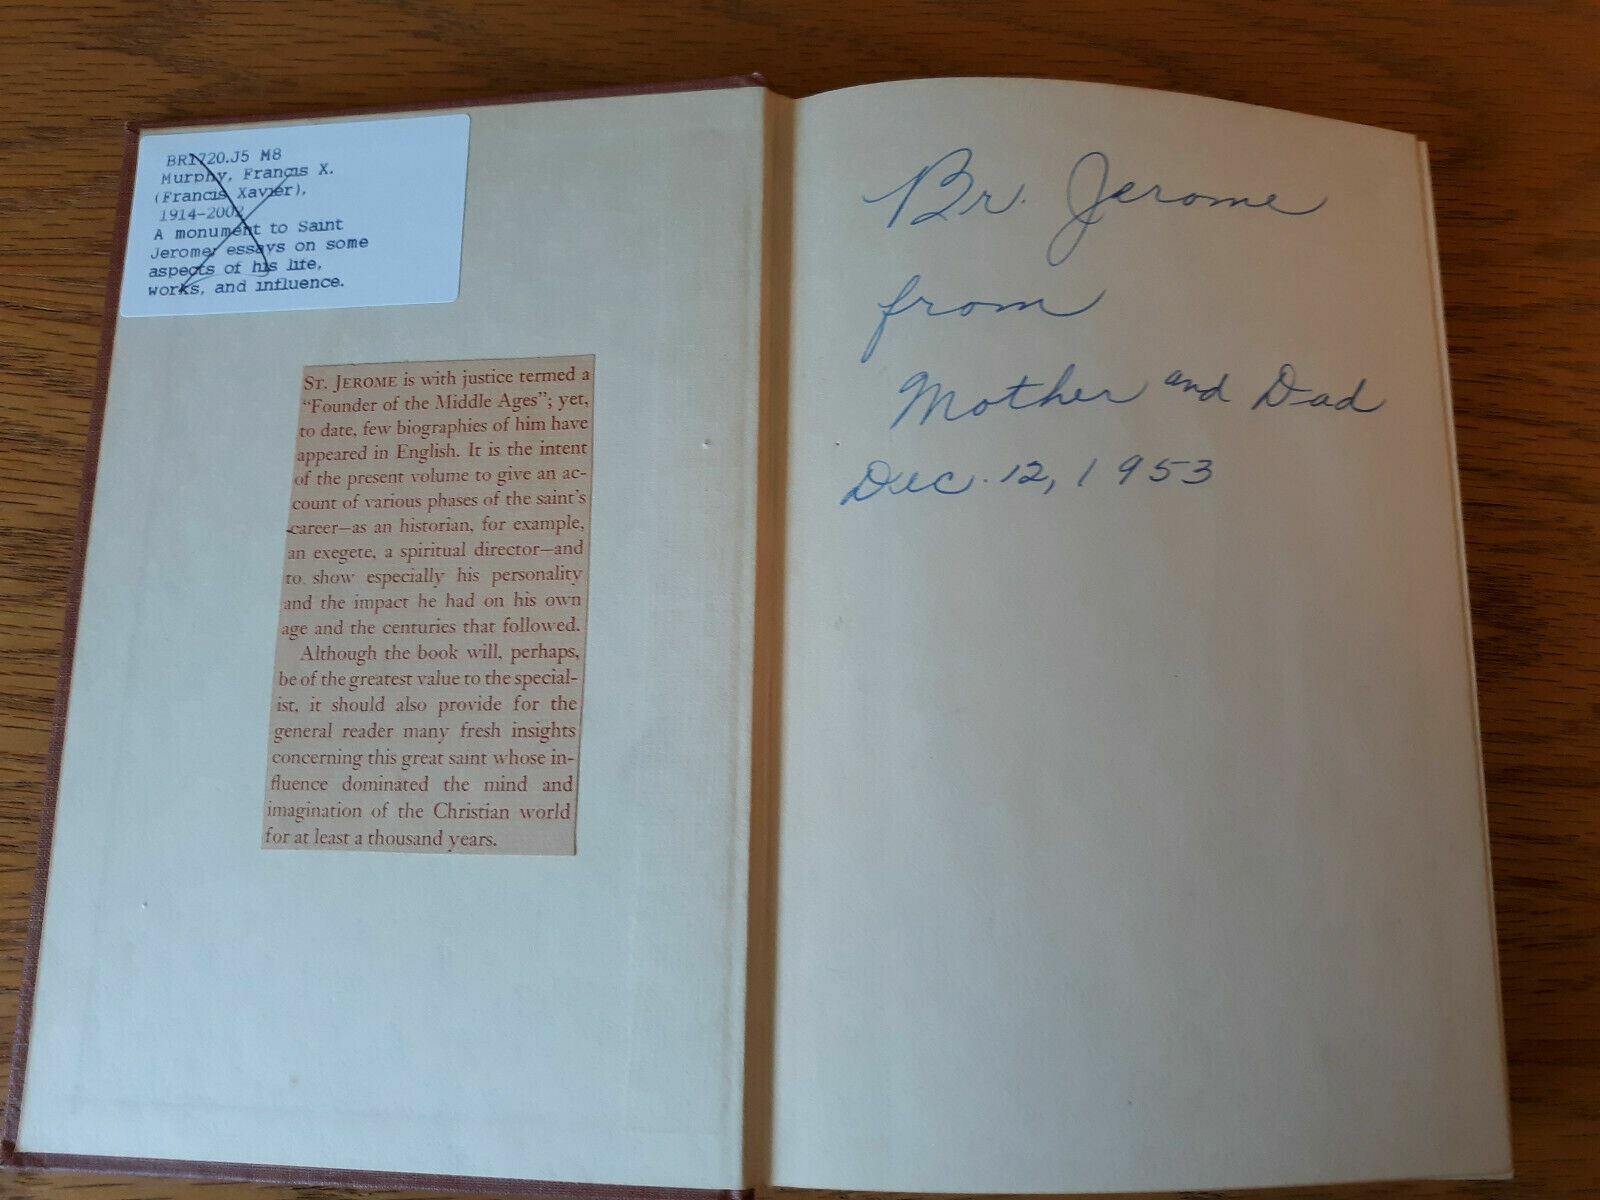 BR1720.J5 M8
Murphy, Francis X.
(Francis Xavier),
1914-2002
A monument to Saint
Jerome; essays on some
aspects of his life,
works, and influence.
ST. JEROME is with justice termed a
"Founder of the Middle Ages"; yet,
to date, few biographies of him have
appeared in English. It is the intent
of the present volume to give an ac-
count of various phases of the saint's
career—as an historian, for example,
an exegete, a spiritual director—and
to show especially his personality
and the impact he had on his own
age and the centuries that followed.
Although the book will, perhaps,
be of the greatest value to the special-
ist, it should also provide for the
general reader many fresh insights
concerning this great saint whose in-
fluence dominated the mind and
imagination of the Christian world
for at least a thousand years.
Br. Jerome
from
Mother and Dad
Dec. 12, 1953